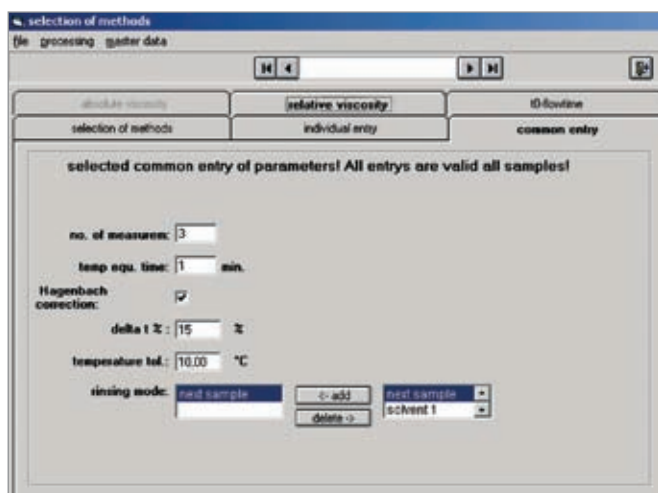 selection of methods
file processing master data
absolute viscosity relative viscosity t0-flowtime
selection of methods individual entry common entry
selected common entry of parameters! All entrys are valid all samples!
no. of measurem: 3
temp equ. time: 1 min.
Hagenbach
correction:
delta t % : 15 %
temperature tol.: 10,00 °C
rinsing mode: next sample <- add next sample
delete -> solvent 1